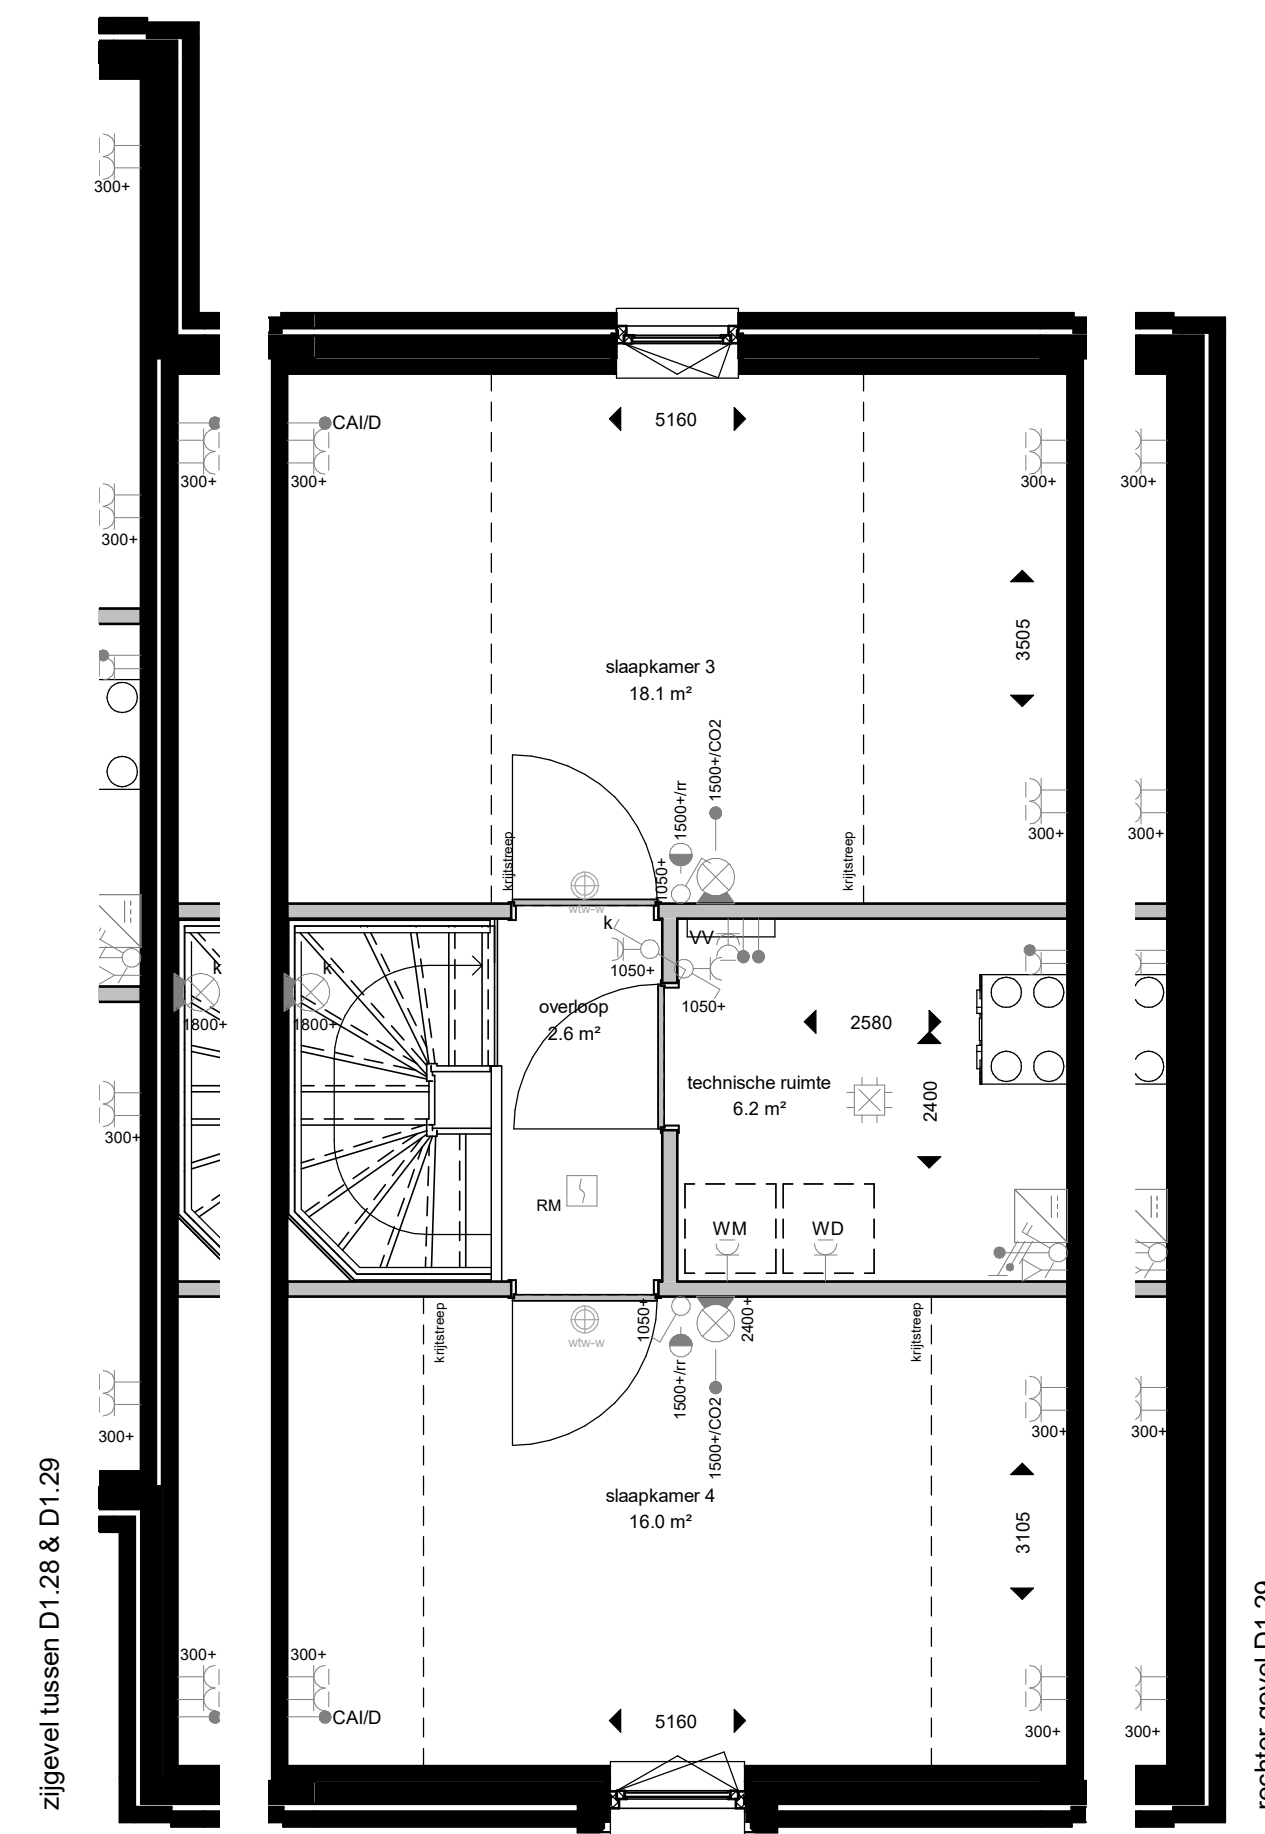 300+
CAI/D
5160
300+
300+
300+
300+
300+
3505
slaapkamer 3
18.1 m²
1500+/CO2
1500+/rr
krijtstreep
1050+
krijtstreep
300+
300+
wtw-w
k
VV
1050+
k
k
1800+
1800+
1050+
overloop
2.6 m²
2580
technische ruimte
6.2 m²
2400
300+
RM
WM
WD
krijtstreep
1050+
2400+
krijtstreep
wtw-w
1500+/rr
1500+/CO2
300+
300+
300+
slaapkamer 4
16.0 m²
3105
zijgevel tussen D1.28 & D1.29
300+
300+
CAI/D
5160
300+
300+